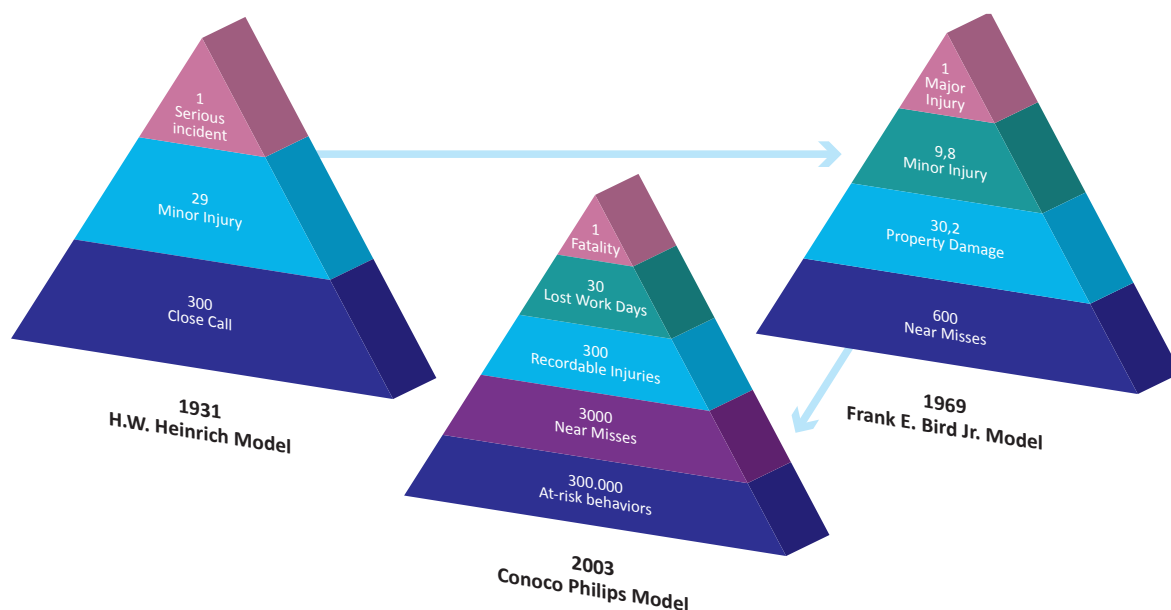 1
Serious
incident
29
Minor Injury
300
Close Call
1931
H.W. Heinrich Model
1
Major
Injury
9,8
Minor Injury
30,2
Property Damage
600
Near Misses
1969
Frank E. Bird Jr. Model
1
Fatality
30
Lost Work Days
300
Recordable Injuries
3000
Near Misses
300.000
At-risk behaviors
2003
Conoco Philips Model